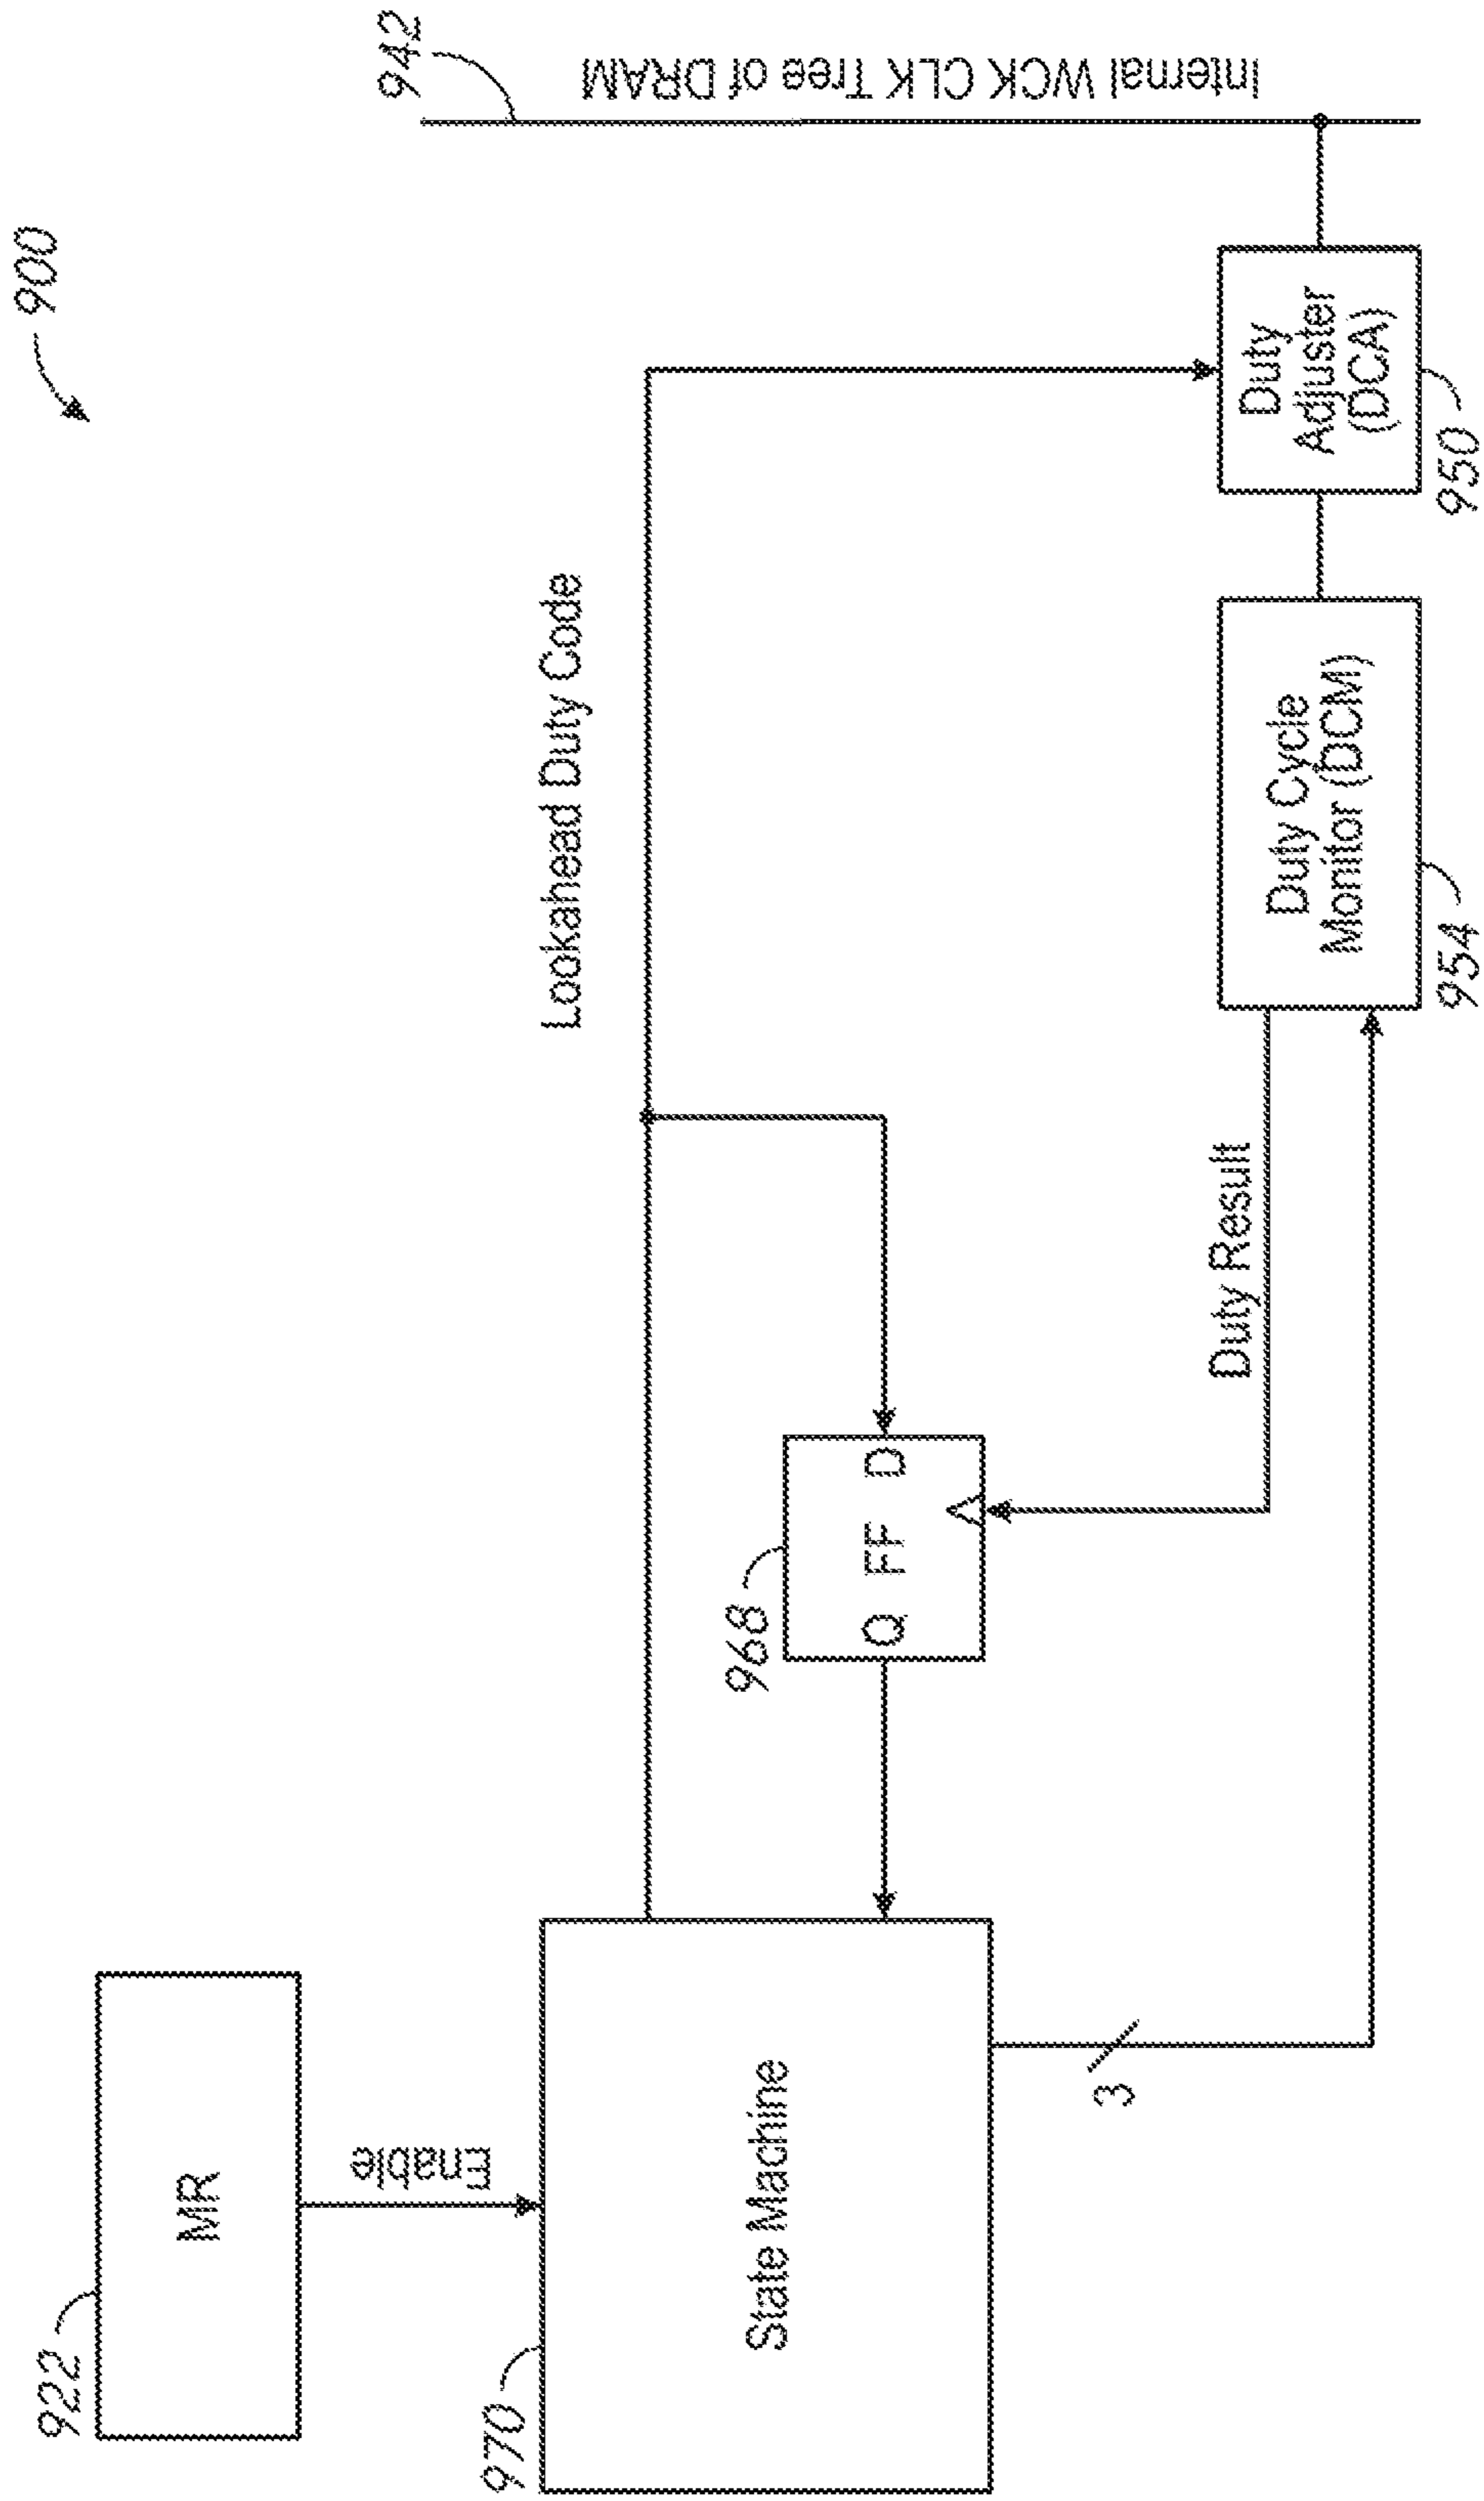 900
922
MR
Enable
970
State Machine
3
Lookahead Duty Code
968
Q FF D
Duty Result
Duty Cycle
Monitor (DCM)
954
Duty
Adjuster
(DCA)
950
942
Internal WCK CLK Tree of DRAM